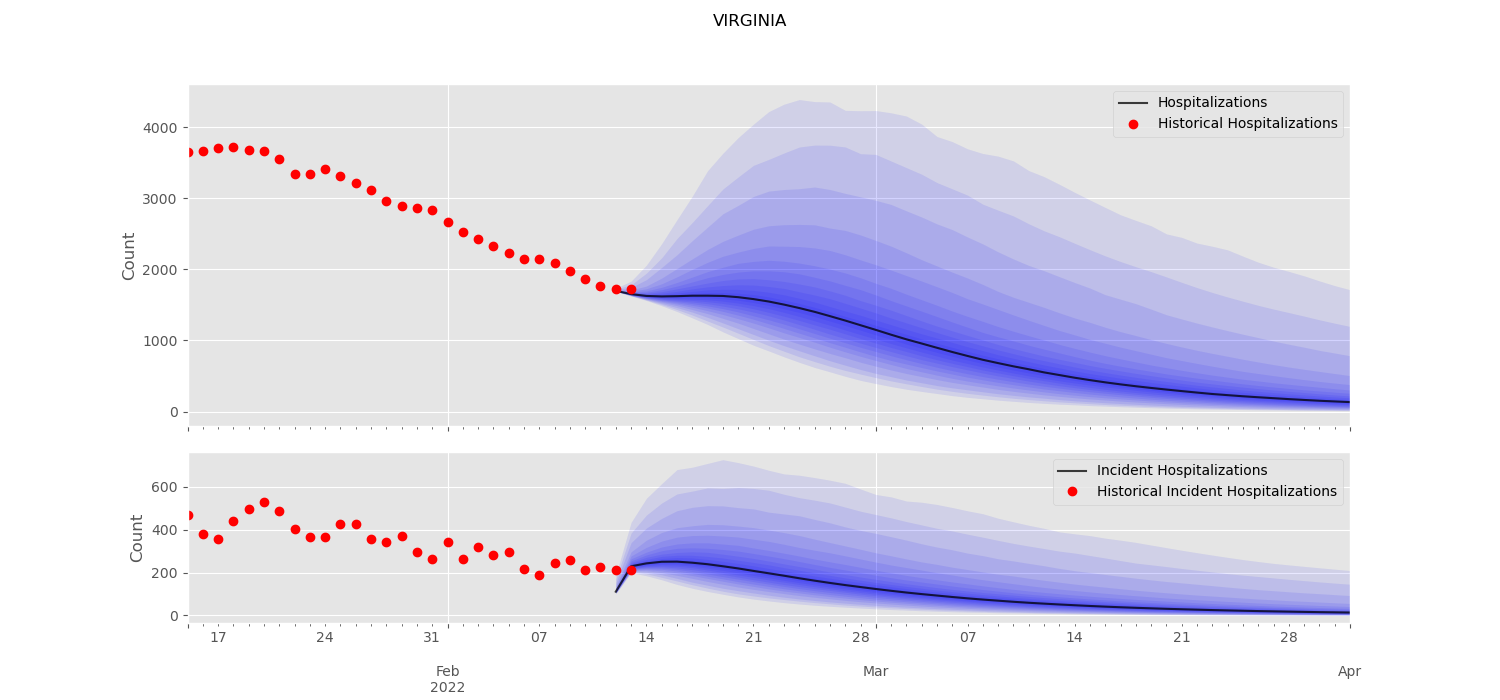 VIRGINIA
Hospitalizations
Historical Hospitalizations
Count
4000
3000
2000
1000
0
Incident Hospitalizations
Historical Incident Hospitalizations
Count
600
400
200
0
17 24 31 07 14 21 28 07 14 21 28
Feb Mar Apr
2022